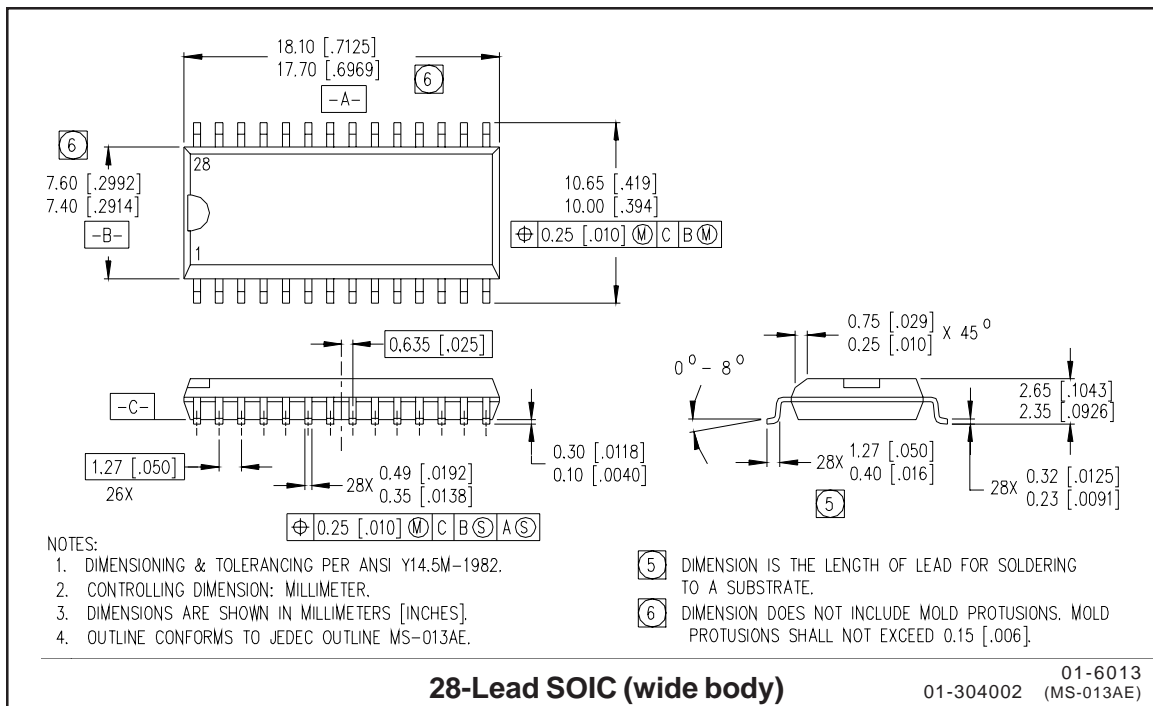 18.10 [.7125]
17.70 [.6969]
6
-A-
6
28
7.60 [.2992]
7.40 [.2914]
-B-
1
10.65 [.419]
10.00 [.394]
⌖ 0.25 [.010] Ⓜ C B Ⓜ
0.635 [.025]
-C-
1.27 [.050]
26X
28X 0.49 [.0192]
0.35 [.0138]
⌖ 0.25 [.010] Ⓜ C B Ⓢ A Ⓢ
0.30 [.0118]
0.10 [.0040]
0.75 [.029]
0.25 [.010] X 45°
0° - 8°
2.65 [.1043]
2.35 [.0926]
28X 1.27 [.050]
0.40 [.016]
5
28X 0.32 [.0125]
0.23 [.0091]
NOTES:
1. DIMENSIONING & TOLERANCING PER ANSI Y14.5M-1982.
2. CONTROLLING DIMENSION: MILLIMETER.
3. DIMENSIONS ARE SHOWN IN MILLIMETERS [INCHES].
4. OUTLINE CONFORMS TO JEDEC OUTLINE MS-013AE.
5 DIMENSION IS THE LENGTH OF LEAD FOR SOLDERING
TO A SUBSTRATE.
6 DIMENSION DOES NOT INCLUDE MOLD PROTUSIONS. MOLD
PROTUSIONS SHALL NOT EXCEED 0.15 [.006].
28-Lead SOIC (wide body)
01-6013
01-304002 (MS-013AE)